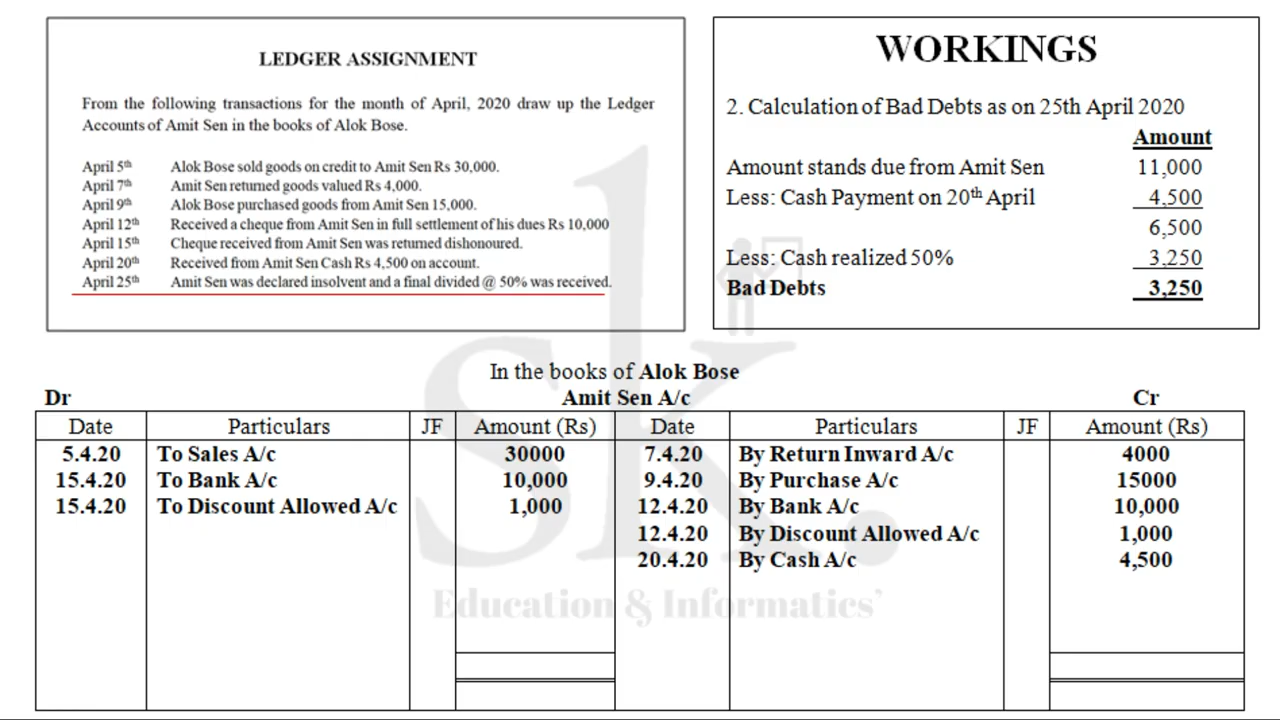 LEDGER ASSIGNMENT
From the following transactions for the month of April, 2020 draw up the Ledger
Accounts of Amit Sen in the books of Alok Bose.
April 5th Alok Bose sold goods on credit to Amit Sen Rs 30,000.
April 7th Amit Sen returned goods valued Rs 4,000.
April 9th Alok Bose purchased goods from Amit Sen 15,000.
April 12th Received a cheque from Amit Sen in full settlement of his dues Rs 10,000
April 15th Cheque received from Amit Sen was returned dishonoured.
April 20th Received from Amit Sen Cash Rs 4,500 on account.
April 25th Amit Sen was declared insolvent and a final divided @ 50% was received.
WORKINGS
2. Calculation of Bad Debts as on 25th April 2020
Amount
Amount stands due from Amit Sen 11,000
Less: Cash Payment on 20th April 4,500
6,500
Less: Cash realized 50% 3,250
Bad Debts 3,250
In the books of Alok Bose
Dr Amit Sen A/c Cr
Date Particulars JF Amount (Rs) Date Particulars JF Amount (Rs)
5.4.20 To Sales A/c 30000 7.4.20 By Return Inward A/c 4000
15.4.20 To Bank A/c 10,000 9.4.20 By Purchase A/c 15000
15.4.20 To Discount Allowed A/c 1,000 12.4.20 By Bank A/c 10,000
12.4.20 By Discount Allowed A/c 1,000
20.4.20 By Cash A/c 4,500
sk.
Education & Informatics'